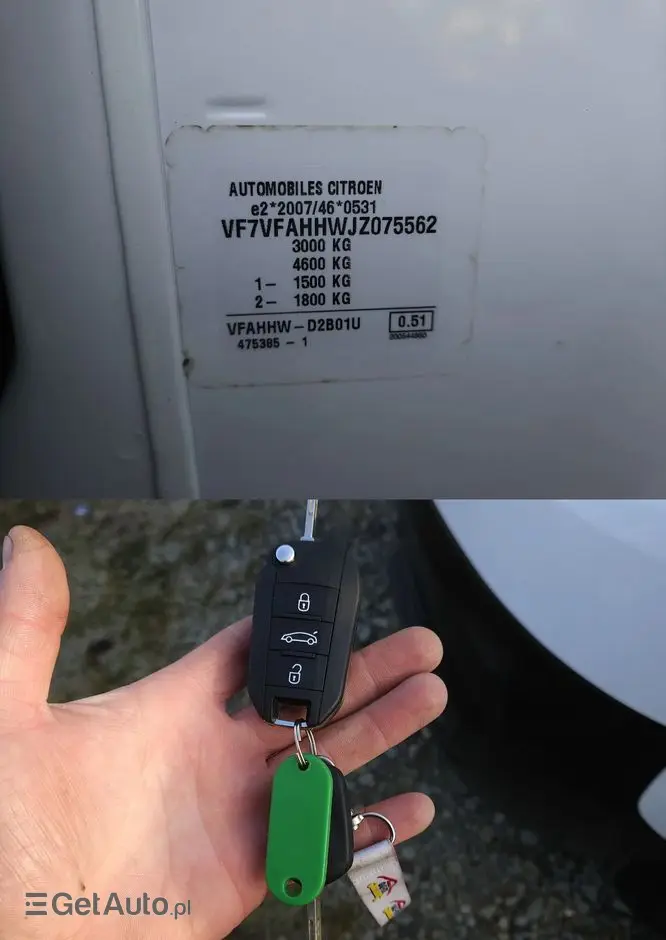 AUTOMOBILES CITROEN
e2*2007/46*0531
VF7VFAHHWJZ075562
3000 KG
4600 KG
1- 1500 KG
2- 1800 KG
VFAHHW-D2B01U 0.51
475385 - 1
GetAuto.pl